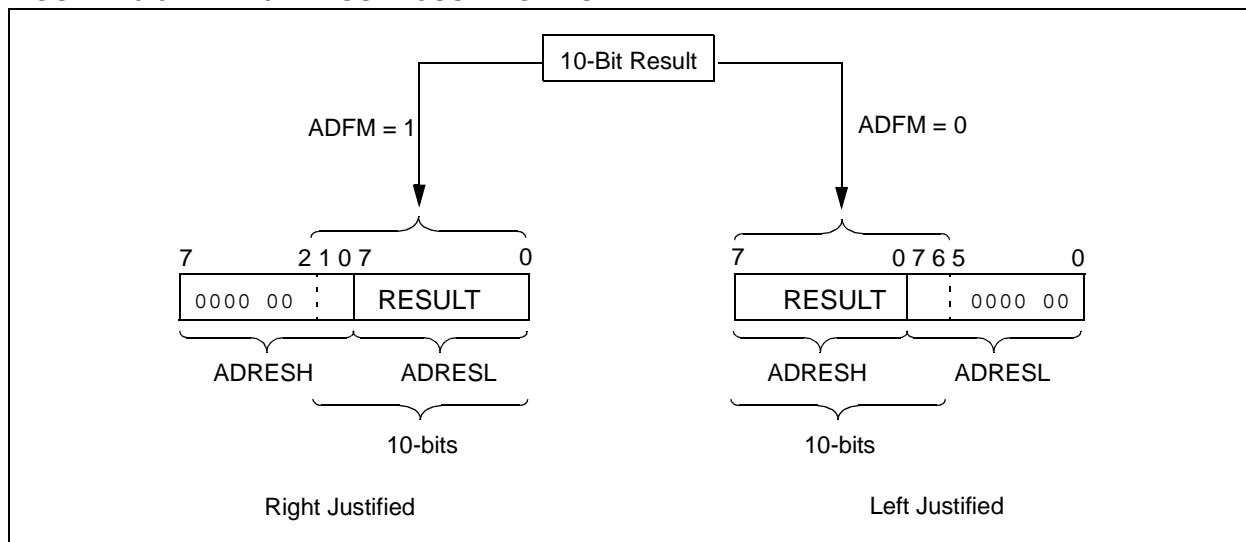 10-Bit Result
ADFM = 1
ADFM = 0
7 2 1 0 7 0
7 0 7 6 5 0
0000 00 RESULT
RESULT 0000 00
ADRESH ADRESL
ADRESH ADRESL
10-bits
10-bits
Right Justified
Left Justified